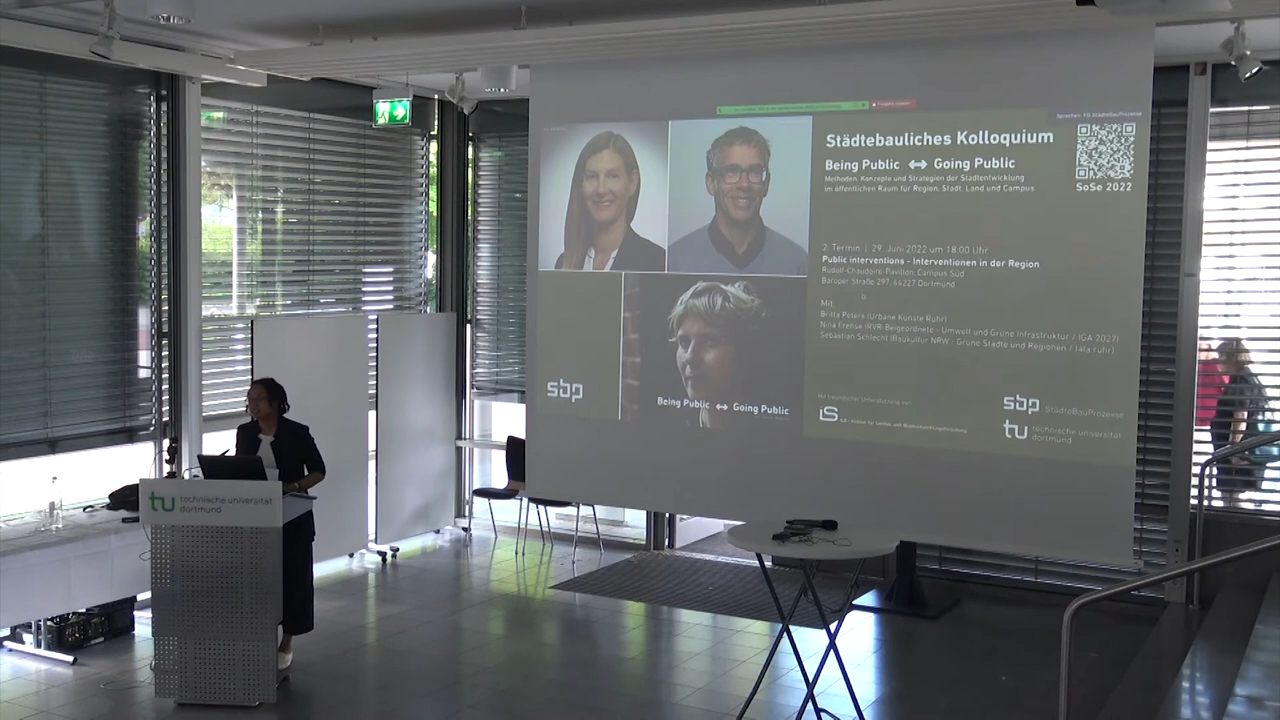 Städtebauliches Kolloquium
Being Public ↔ Going Public
Methoden, Konzepte und Strategien der Stadtentwicklung
im öffentlichen Raum für Region, Stadt, Land und Campus
SoSe 2022
2. Termin | 29. Juni 2022 um 18:00 Uhr
Public interventions - Interventionen in der Region
Rudolf-Chaudoire-Pavillon, Campus Süd
Baroper Straße 297, 44227 Dortmund
Mit:
Britta Peters (Urbane Künste Ruhr)
Nina Frense (RVR-Beigeordnete - Umwelt und Grüne Infrastruktur / IGA 2027)
Sebastian Schlecht (Baukultur NRW - Grüne Städte und Regionen / lala.ruhr)
sbp
Being Public ↔ Going Public
Mit freundlicher Unterstützung von:
sbp StädteBauProzesse
tu technische universität
dortmund
tu technische universität
dortmund